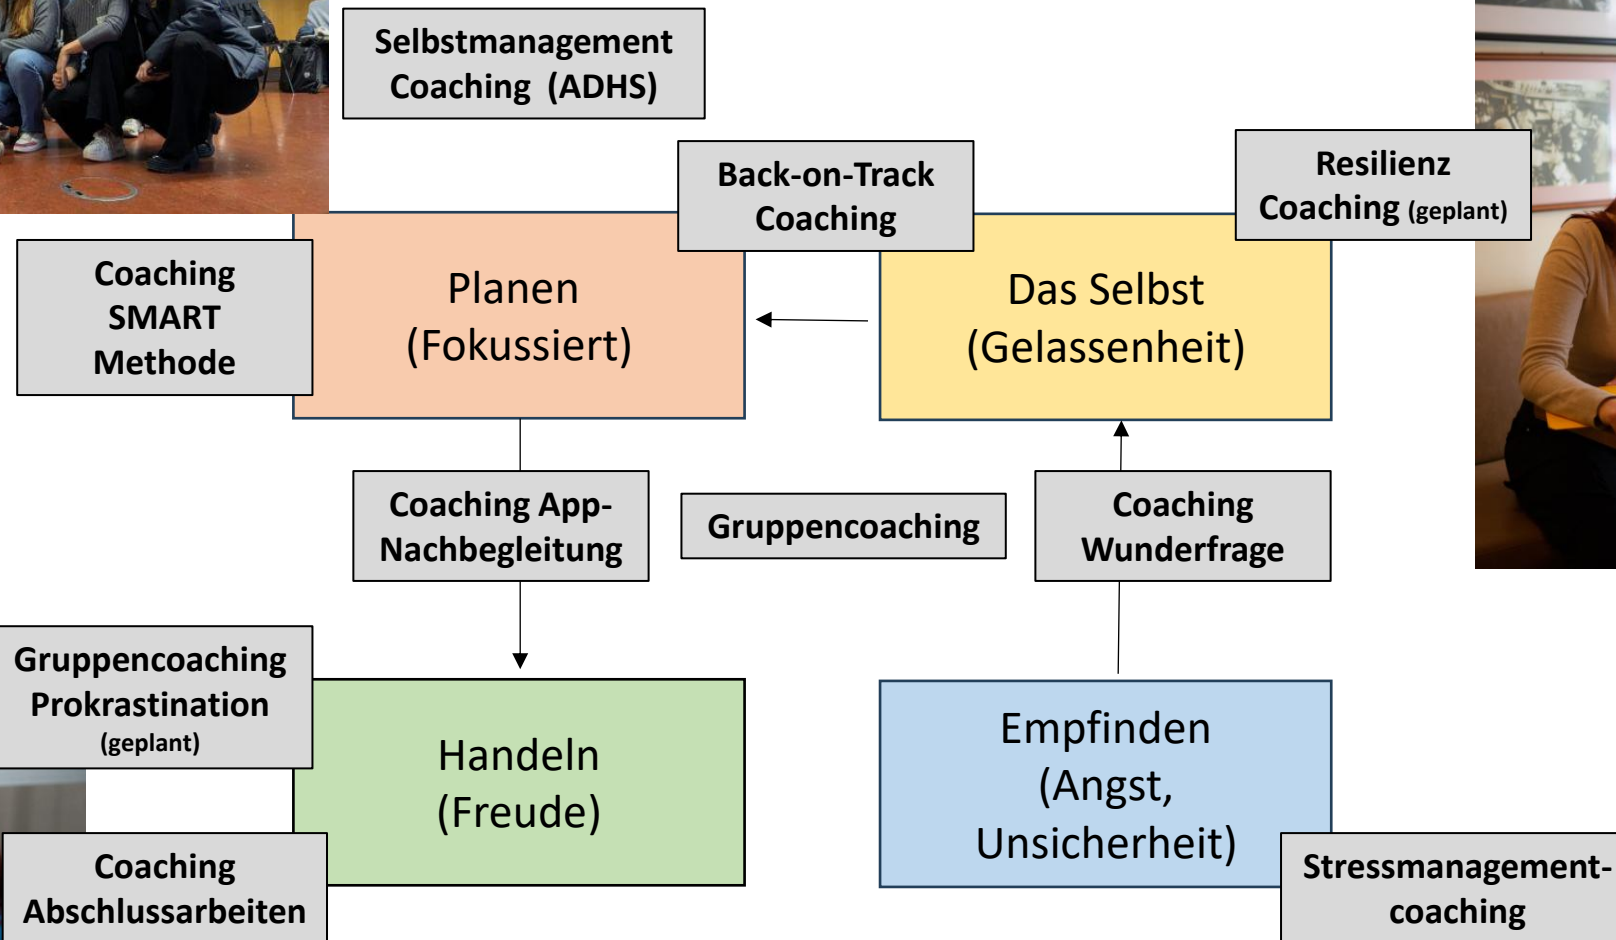 Selbstmanagement
Coaching (ADHS)
Back-on-Track
Coaching
Resilienz
Coaching (geplant)
Coaching
SMART
Methode
Planen
(Fokussiert)
Das Selbst
(Gelassenheit)
Coaching App-
Nachbegleitung
Gruppencoaching
Coaching
Wunderfrage
Gruppencoaching
Prokrastination
(geplant)
Handeln
(Freude)
Empfinden
(Angst,
Unsicherheit)
Coaching
Abschlussarbeiten
Stressmanagement-
coaching